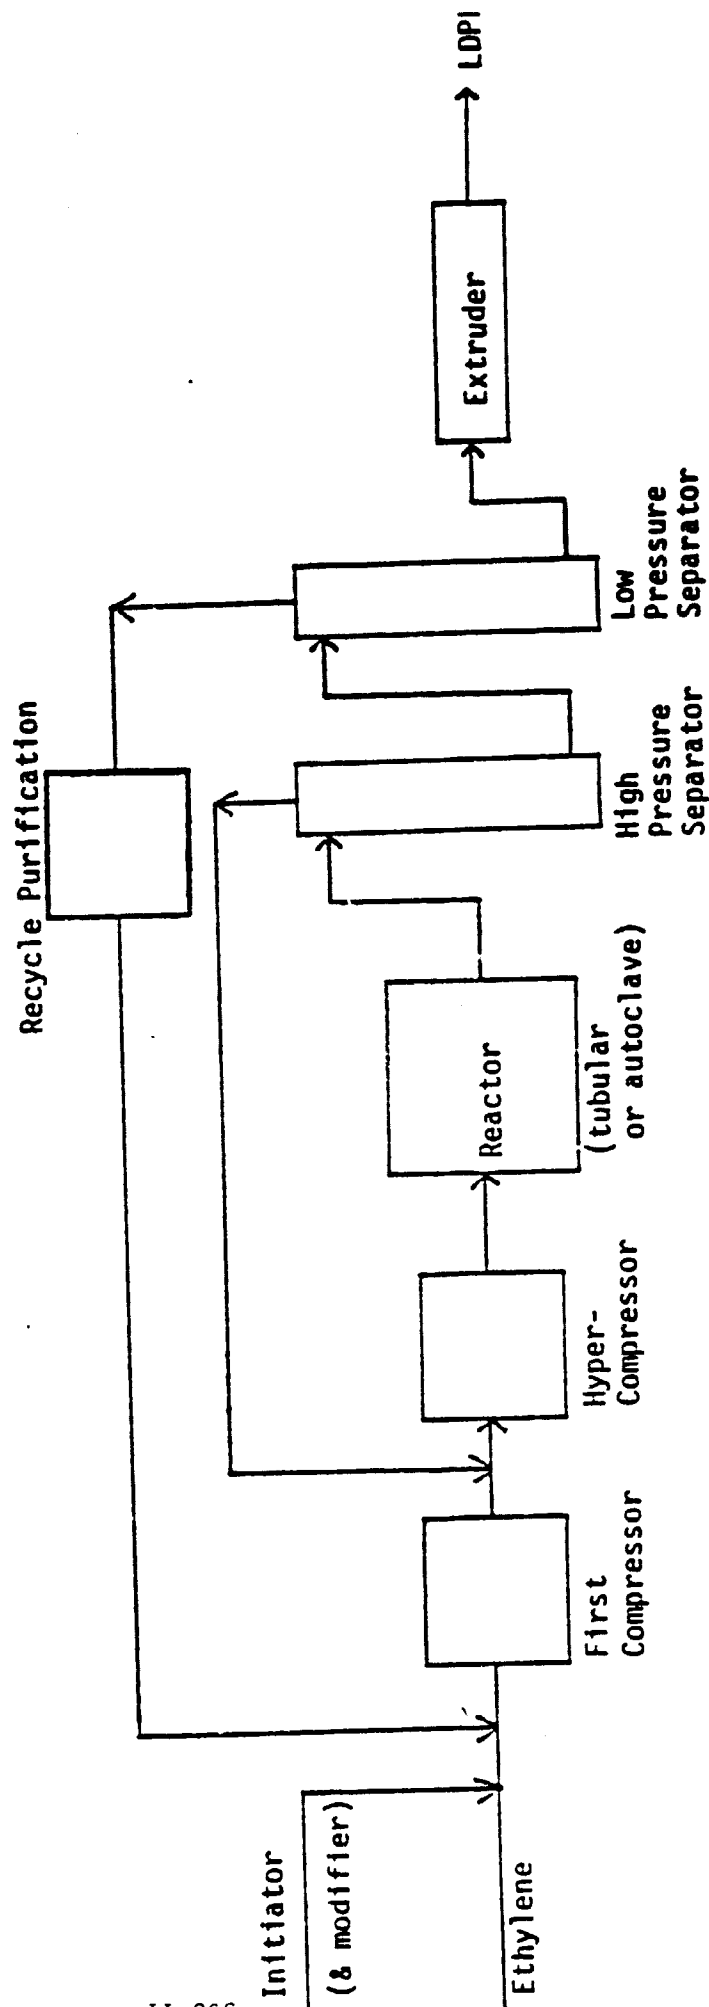 Recycle Purification
Initiator
(& modifier)
Ethylene
First
Compressor
Hyper-
Compressor
Reactor
(tubular
or autoclave)
High
Pressure
Separator
Low
Pressure
Separator
Extruder
LDPI